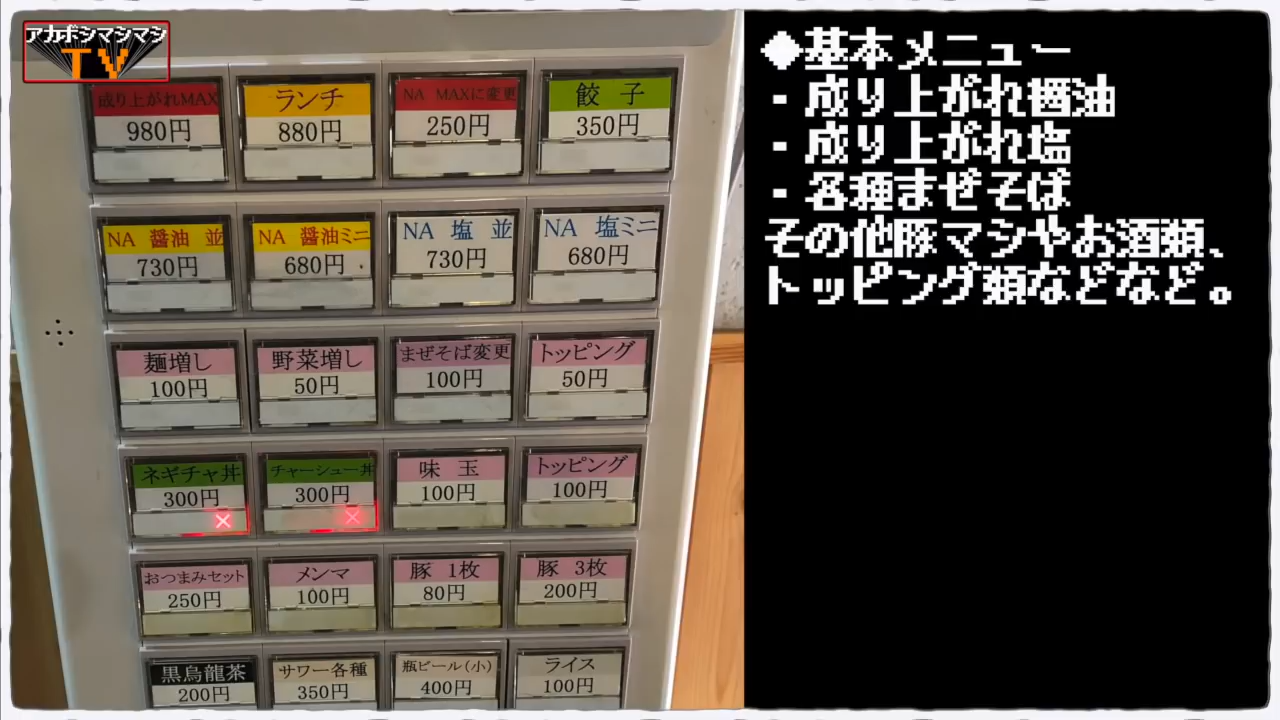 アカボシマシマシ
TV
成り上がれMAX
980円
ランチ
880円
NA MAXに変更
250円
餃子
350円
NA 醤油 並
730円
NA 醤油ミニ
680円
NA 塩 並
730円
NA 塩ミニ
680円
麺増し
100円
野菜増し
50円
まぜそば変更
100円
トッピング
50円
ネギチャ丼
300円
チャーシュー丼
300円
味玉
100円
トッピング
100円
おつまみセット
250円
メンマ
100円
豚 1枚
80円
豚 3枚
200円
黒烏龍茶
200円
サワー各種
350円
瓶ビール(小)
400円
ライス
100円
◆基本メニュー
・成り上がれ醤油
・成り上がれ塩
・各種まぜそば
その他豚マシやお酒類、
トッピング類などなど。